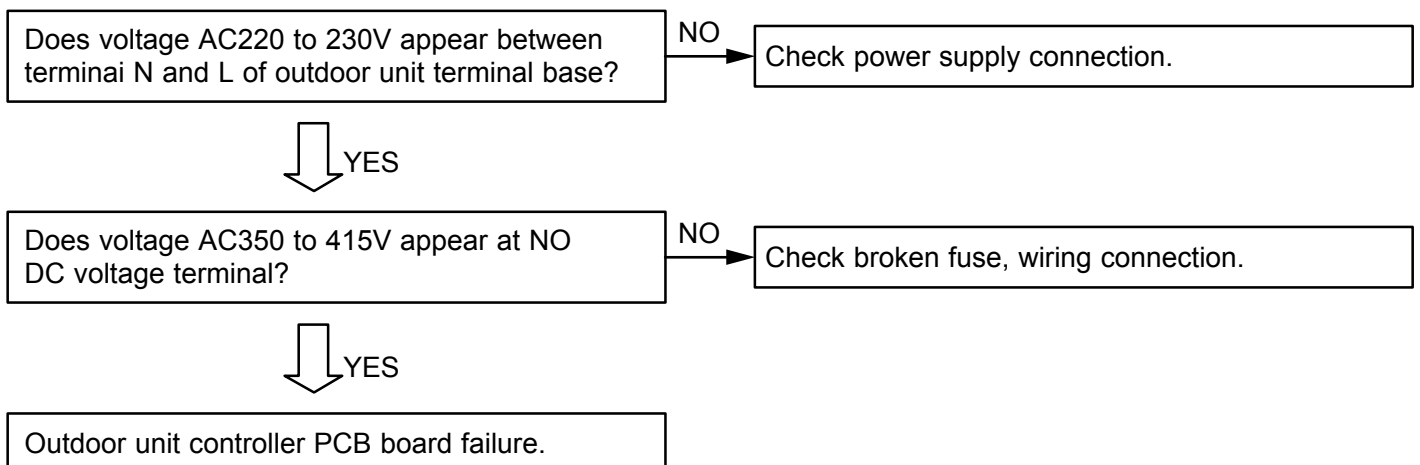 Does voltage AC220 to 230V appear between
terminai N and L of outdoor unit terminal base?
NO
Check power supply connection.
YES
Does voltage AC350 to 415V appear at NO
DC voltage terminal?
NO
Check broken fuse, wiring connection.
YES
Outdoor unit controller PCB board failure.